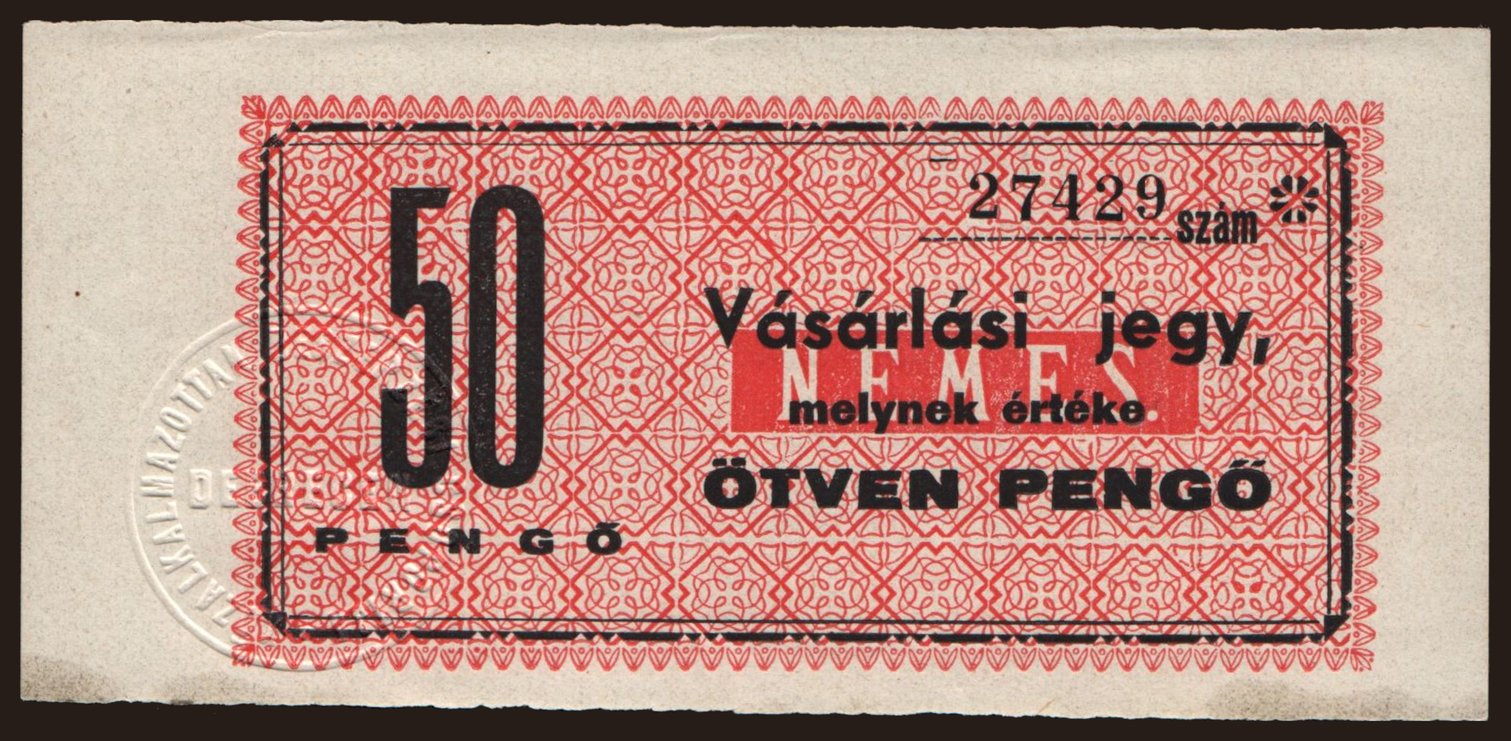 27429 szám
50
Vásárlási jegy,
NEMES.
melynek értéke
ÖTVEN PENGŐ
PENGŐ